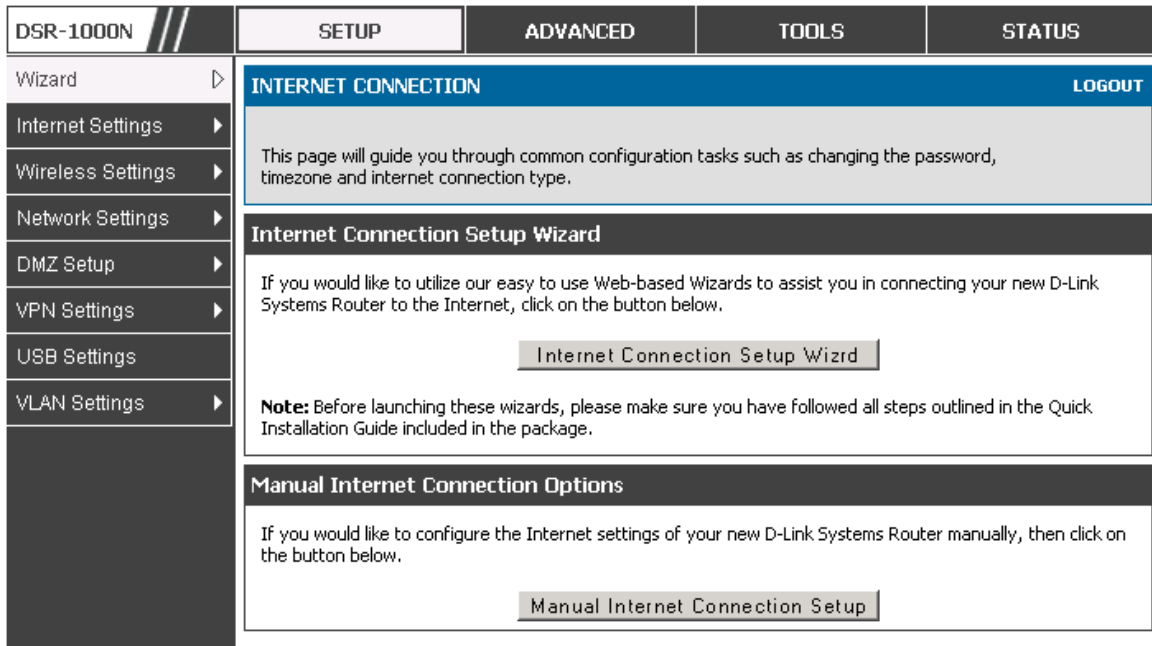 DSR-1000N
SETUP
ADVANCED
TOOLS
STATUS
Wizard
Internet Settings
Wireless Settings
Network Settings
DMZ Setup
VPN Settings
USB Settings
VLAN Settings
INTERNET CONNECTION
LOGOUT
This page will guide you through common configuration tasks such as changing the password,
timezone and internet connection type.
Internet Connection Setup Wizard
If you would like to utilize our easy to use Web-based Wizards to assist you in connecting your new D-Link
Systems Router to the Internet, click on the button below.
Internet Connection Setup Wizrd
Note: Before launching these wizards, please make sure you have followed all steps outlined in the Quick
Installation Guide included in the package.
Manual Internet Connection Options
If you would like to configure the Internet settings of your new D-Link Systems Router manually, then click on
the button below.
Manual Internet Connection Setup